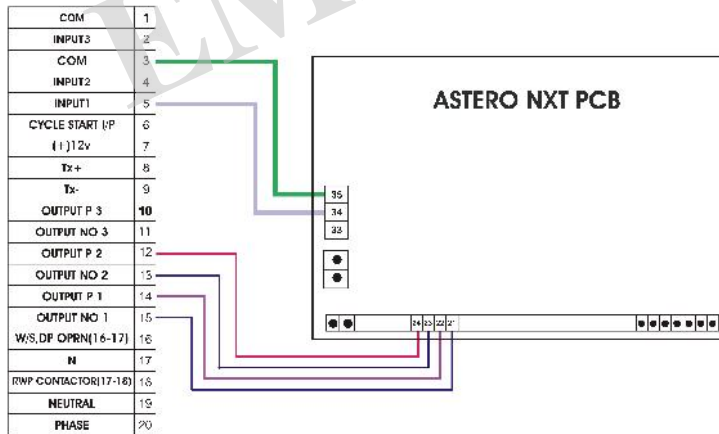 COM 1
INPUT3 2
COM 3
INPUT2 4
INPUT1 5
CYCLE START I/P 6
(+)12v 7
Tx+ 8
Tx- 9
OUTPUT P 3 10
OUTPUT NO 3 11
OUTPUT P 2 12
OUTPUT NO 2 13
OUTPUT P 1 14
OUTPUT NO 1 15
W/S,DP OPRN(16-17) 16
N 17
RWP CONTACTOR(17-18) 18
NEUTRAL 19
PHASE 20
ASTERO NXT PCB
35
34
33
24 23 22 21